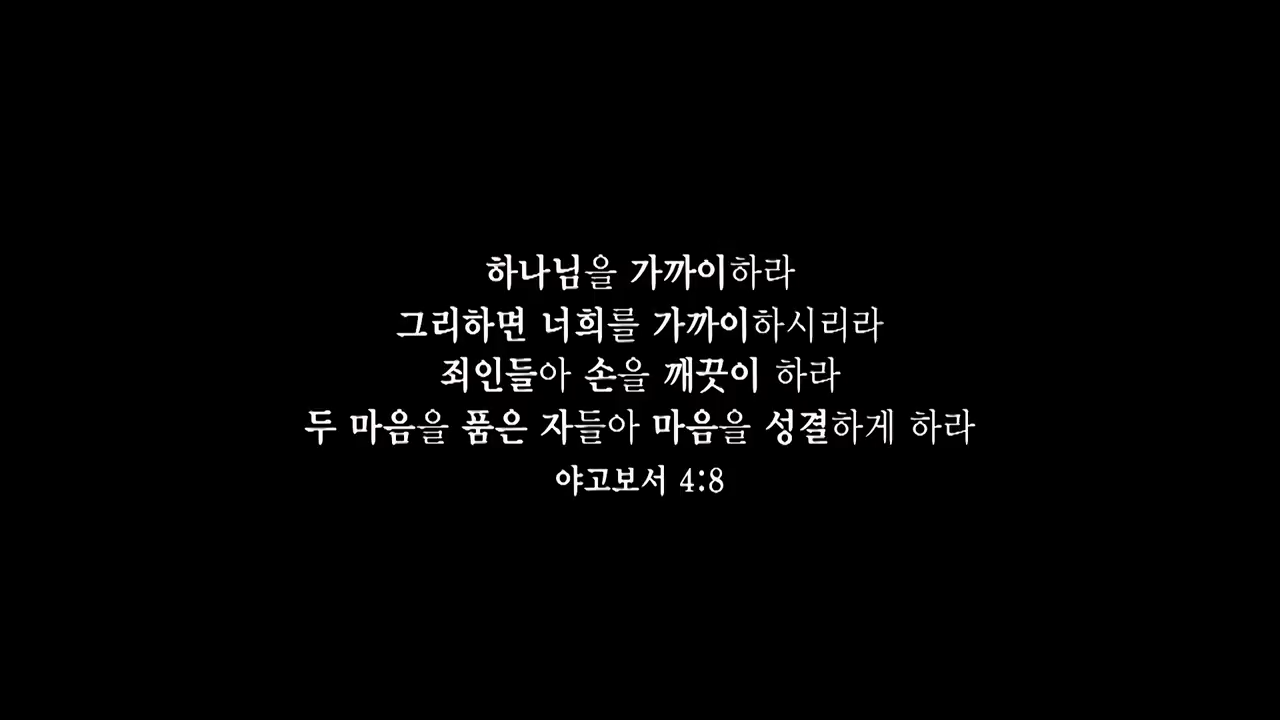 하나님을 가까이하라
그리하면 너희를 가까이하시리라
죄인들아 손을 깨끗이 하라
두 마음을 품은 자들아 마음을 성결하게 하라
야고보서 4:8